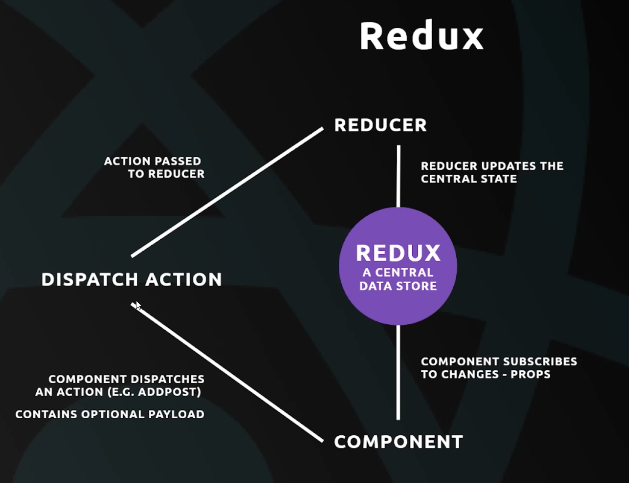 Redux
REDUCER
ACTION PASSED
TO REDUCER
REDUCER UPDATES THE
CENTRAL STATE
REDUX
A CENTRAL
DATA STORE
DISPATCH ACTION
COMPONENT DISPATCHES
AN ACTION (E.G. ADDPOST)
CONTAINS OPTIONAL PAYLOAD
COMPONENT SUBSCRIBES
TO CHANGES - PROPS
COMPONENT